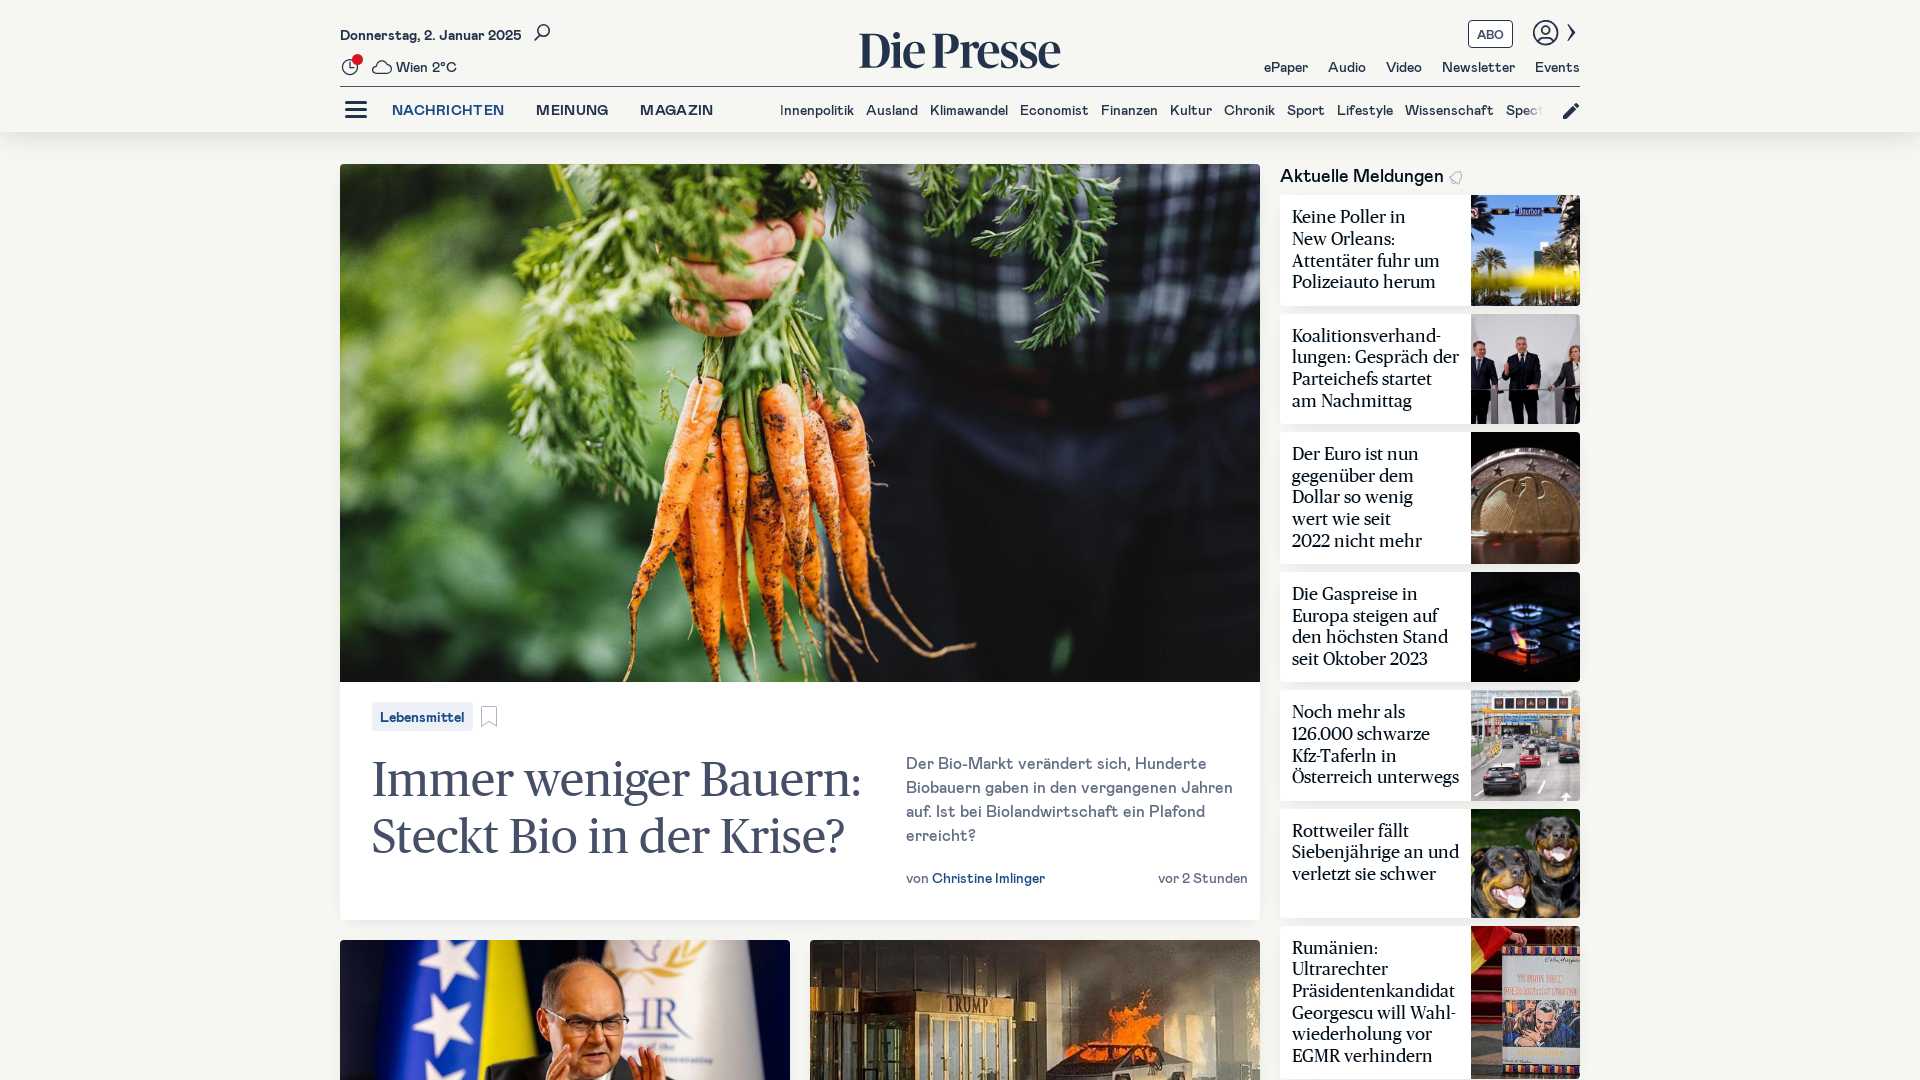 Donnerstag, 2. Januar 2025
Wien 2°C
Die Presse
ABO
ePaper Audio Video Newsletter Events
NACHRICHTEN MEINUNG MAGAZIN
Innenpolitik Ausland Klimawandel Economist Finanzen Kultur Chronik Sport Lifestyle Wissenschaft Spect
Lebensmittel
Immer weniger Bauern:
Steckt Bio in der Krise?
Der Bio-Markt verändert sich, Hunderte
Biobauern gaben in den vergangenen Jahren
auf. Ist bei Biolandwirtschaft ein Plafond
erreicht?
von Christine Imlinger
vor 2 Stunden
HR
TRUMP
Aktuelle Meldungen
Keine Poller in
New Orleans:
Attentäter fuhr um
Polizeiauto herum
Bourbon
Koalitionsverhand-
lungen: Gespräch der
Parteichefs startet
am Nachmittag
Der Euro ist nun
gegenüber dem
Dollar so wenig
wert wie seit
2022 nicht mehr
Die Gaspreise in
Europa steigen auf
den höchsten Stand
seit Oktober 2023
Noch mehr als
126.000 schwarze
Kfz-Taferln in
Österreich unterwegs
Rottweiler fällt
Siebenjährige an und
verletzt sie schwer
Rumänien:
Ultrarechter
Präsidentenkandidat
Georgescu will Wahl-
wiederholung vor
EGMR verhindern